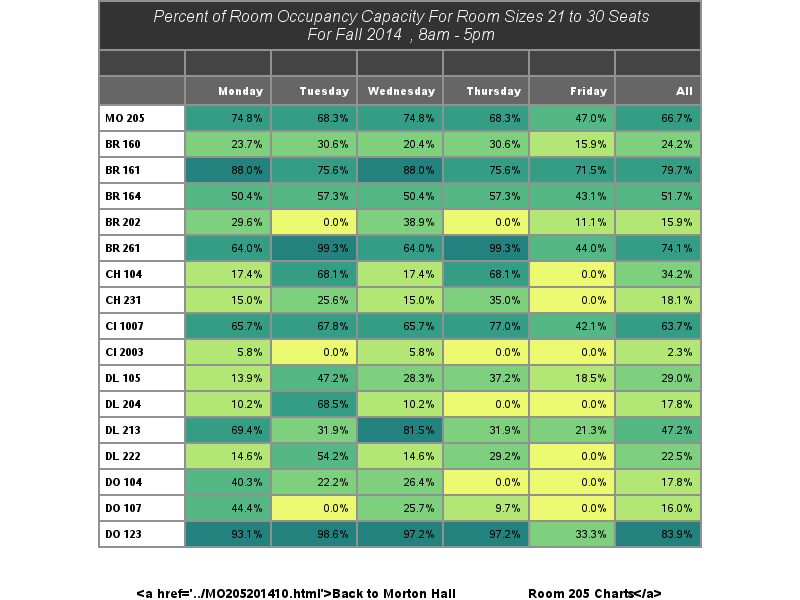 Percent of Room Occupancy Capacity For Room Sizes 21 to 30 Seats
For Fall 2014 , 8am - 5pm
Monday Tuesday Wednesday Thursday Friday All
MO 205 74.8% 68.3% 74.8% 68.3% 47.0% 66.7%
BR 160 23.7% 30.6% 20.4% 30.6% 15.9% 24.2%
BR 161 88.0% 75.6% 88.0% 75.6% 71.5% 79.7%
BR 164 50.4% 57.3% 50.4% 57.3% 43.1% 51.7%
BR 202 29.6% 0.0% 38.9% 0.0% 11.1% 15.9%
BR 261 64.0% 99.3% 64.0% 99.3% 44.0% 74.1%
CH 104 17.4% 68.1% 17.4% 68.1% 0.0% 34.2%
CH 231 15.0% 25.6% 15.0% 35.0% 0.0% 18.1%
CI 1007 65.7% 67.8% 65.7% 77.0% 42.1% 63.7%
CI 2003 5.8% 0.0% 5.8% 0.0% 0.0% 2.3%
DL 105 13.9% 47.2% 28.3% 37.2% 18.5% 29.0%
DL 204 10.2% 68.5% 10.2% 0.0% 0.0% 17.8%
DL 213 69.4% 31.9% 81.5% 31.9% 21.3% 47.2%
DL 222 14.6% 54.2% 14.6% 29.2% 0.0% 22.5%
DO 104 40.3% 22.2% 26.4% 0.0% 0.0% 17.8%
DO 107 44.4% 0.0% 25.7% 9.7% 0.0% 16.0%
DO 123 93.1% 98.6% 97.2% 97.2% 33.3% 83.9%
<a href='../MO205201410.html'>Back to Morton Hall Room 205 Charts</a>